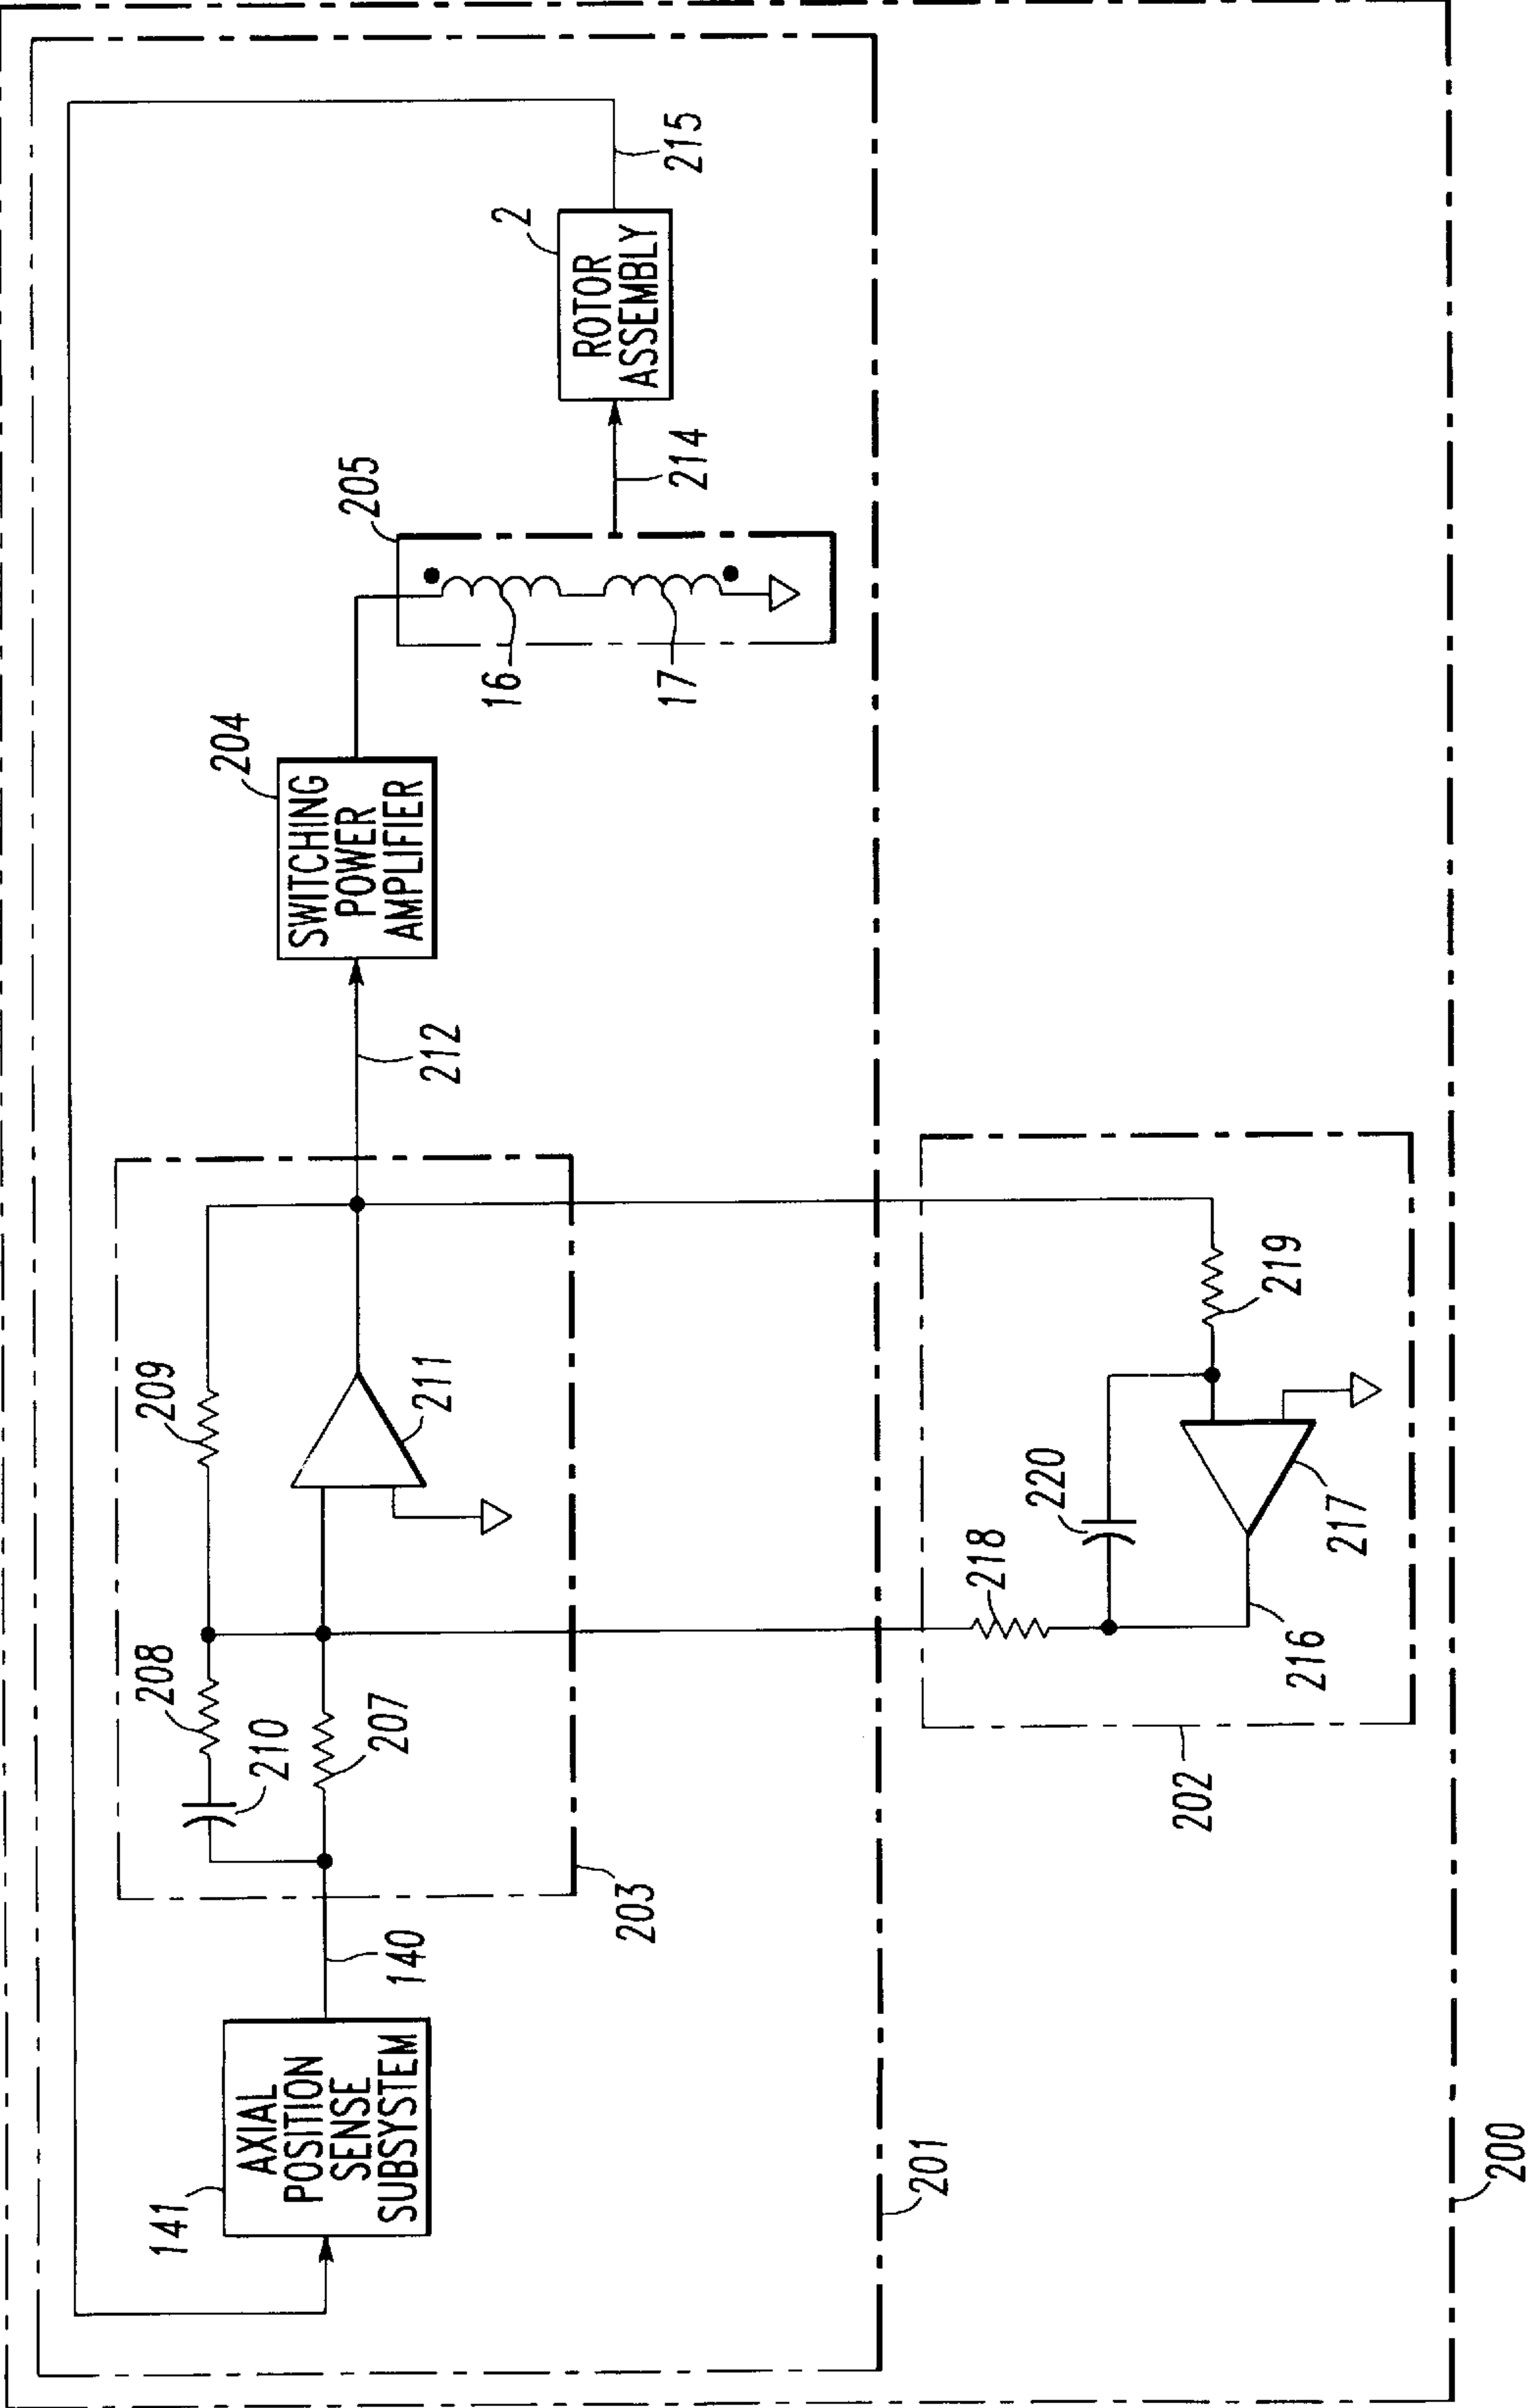 141
AXIAL
POSITION
SENSE
SUBSYSTEM
140
203
210
208
207
209
211
212
204
SWITCHING
POWER
AMPLIFIER
205
16
17
214
2
ROTOR
ASSEMBLY
215
201
202
216
218
220
217
219
200